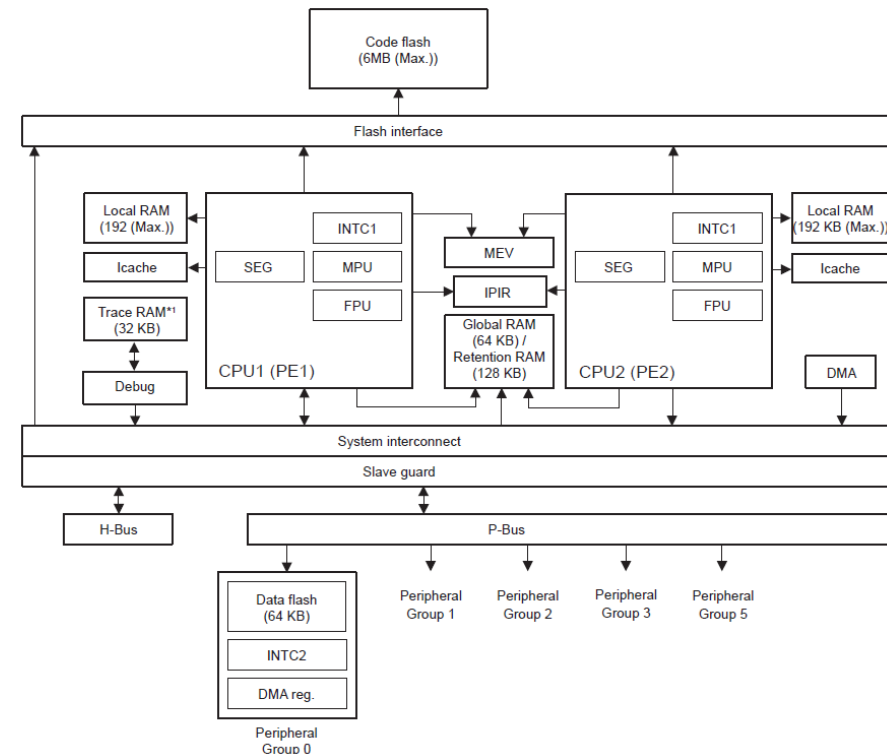 Code flash
(6MB (Max.))
Flash interface
Local RAM
(192 (Max.))
Icache
Trace RAM*1
(32 KB)
Debug
INTC1
SEG
MPU
FPU
CPU1 (PE1)
MEV
IPIR
Global RAM
(64 KB) /
Retention RAM
(128 KB)
INTC1
SEG
MPU
FPU
CPU2 (PE2)
Local RAM
(192 KB (Max.))
Icache
DMA
System interconnect
Slave guard
H-Bus
P-Bus
Data flash
(64 KB)
INTC2
DMA reg.
Peripheral
Group 0
Peripheral
Group 1
Peripheral
Group 2
Peripheral
Group 3
Peripheral
Group 5